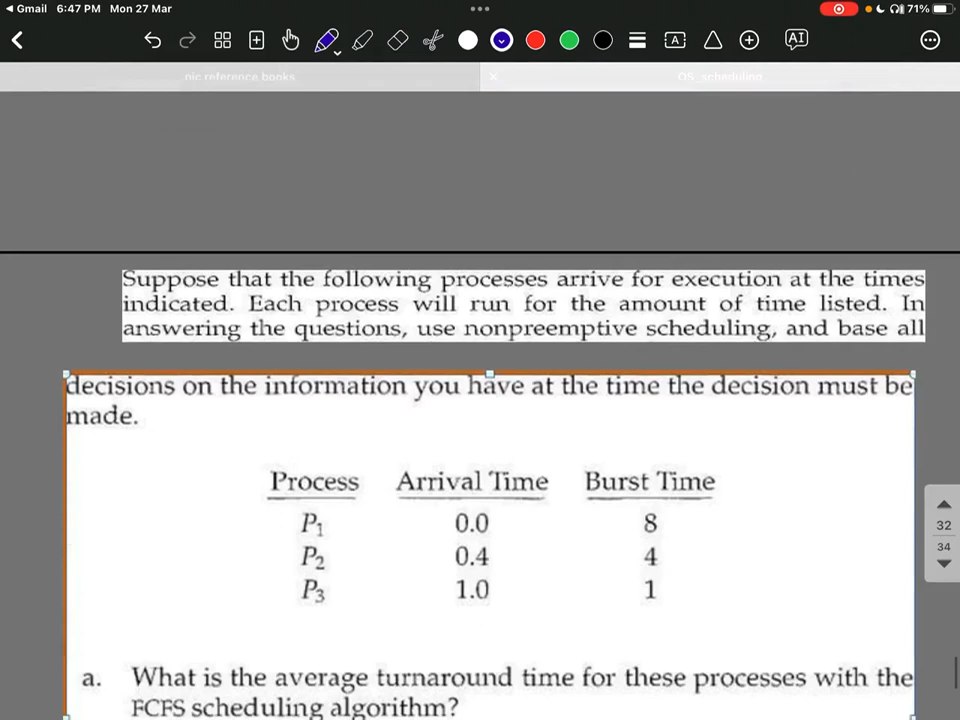 Gmail 6:47 PM Mon 27 Mar 71%
AI
nic reference books OS_scheduling
Suppose that the following processes arrive for execution at the times
indicated. Each process will run for the amount of time listed. In
answering the questions, use nonpreemptive scheduling, and base all
decisions on the information you have at the time the decision must be
made.
Process Arrival Time Burst Time
P1 0.0 8
P2 0.4 4
P3 1.0 1
32
34
a. What is the average turnaround time for these processes with the
FCFS scheduling algorithm?